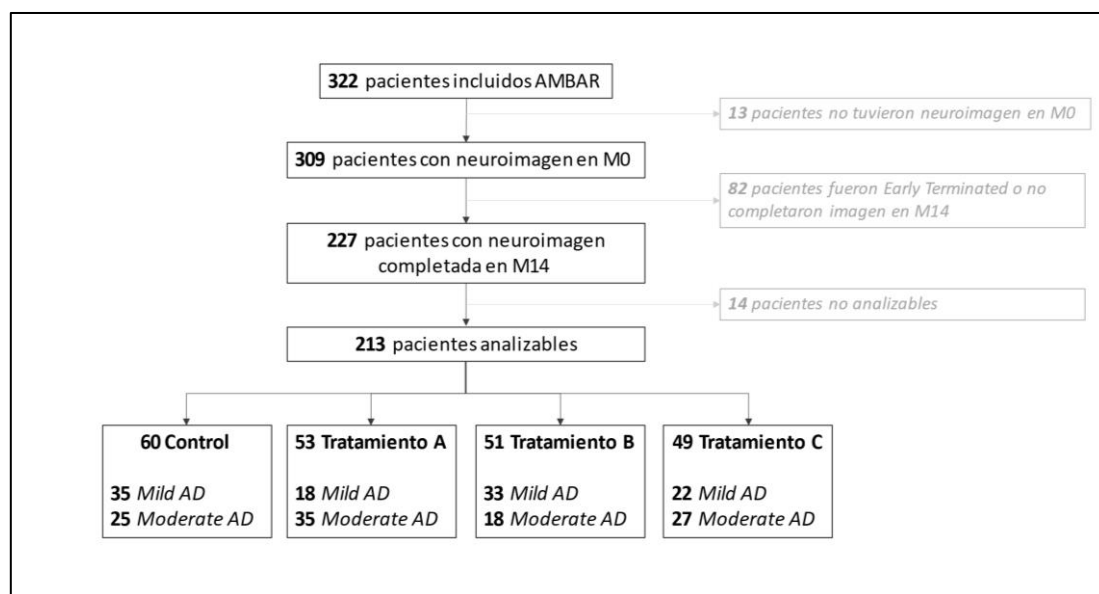 322 pacientes incluidos AMBAR
13 pacientes no tuvieron neuroimagen en M0
309 pacientes con neuroimagen en M0
82 pacientes fueron Early Terminated o no
completaron imagen en M14
227 pacientes con neuroimagen
completada en M14
14 pacientes no analizables
213 pacientes analizables
60 Control
35 Mild AD
25 Moderate AD
53 Tratamiento A
18 Mild AD
35 Moderate AD
51 Tratamiento B
33 Mild AD
18 Moderate AD
49 Tratamiento C
22 Mild AD
27 Moderate AD